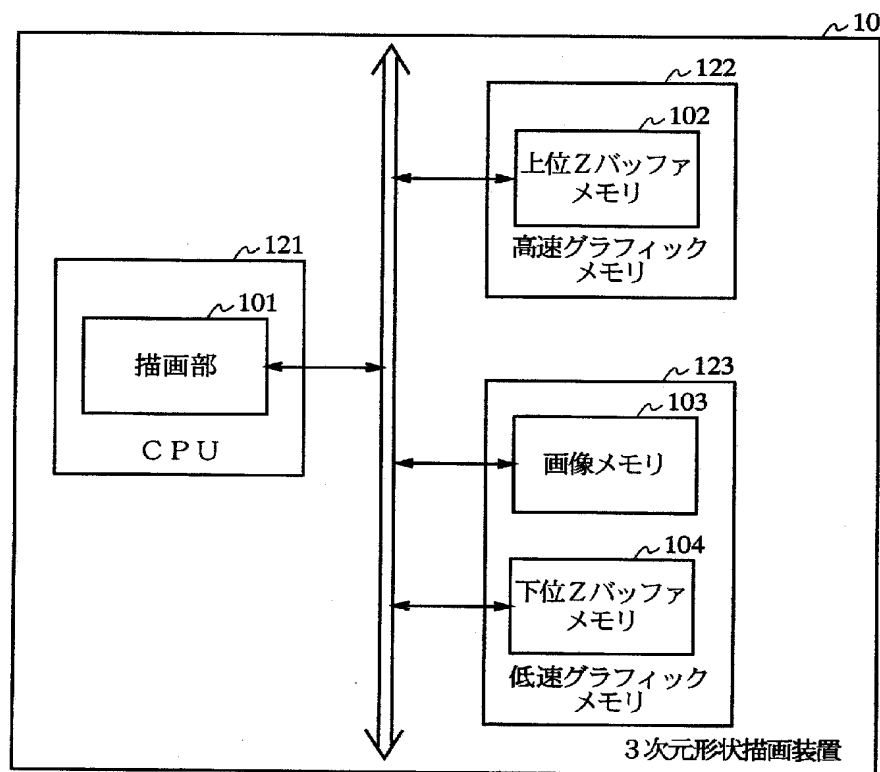 10
122
102
上位Zバッファ
メモリ
高速グラフィック
メモリ
121
101
描画部
CPU
123
103
画像メモリ
104
下位Zバッファ
メモリ
低速グラフィック
メモリ
3次元形状描画装置